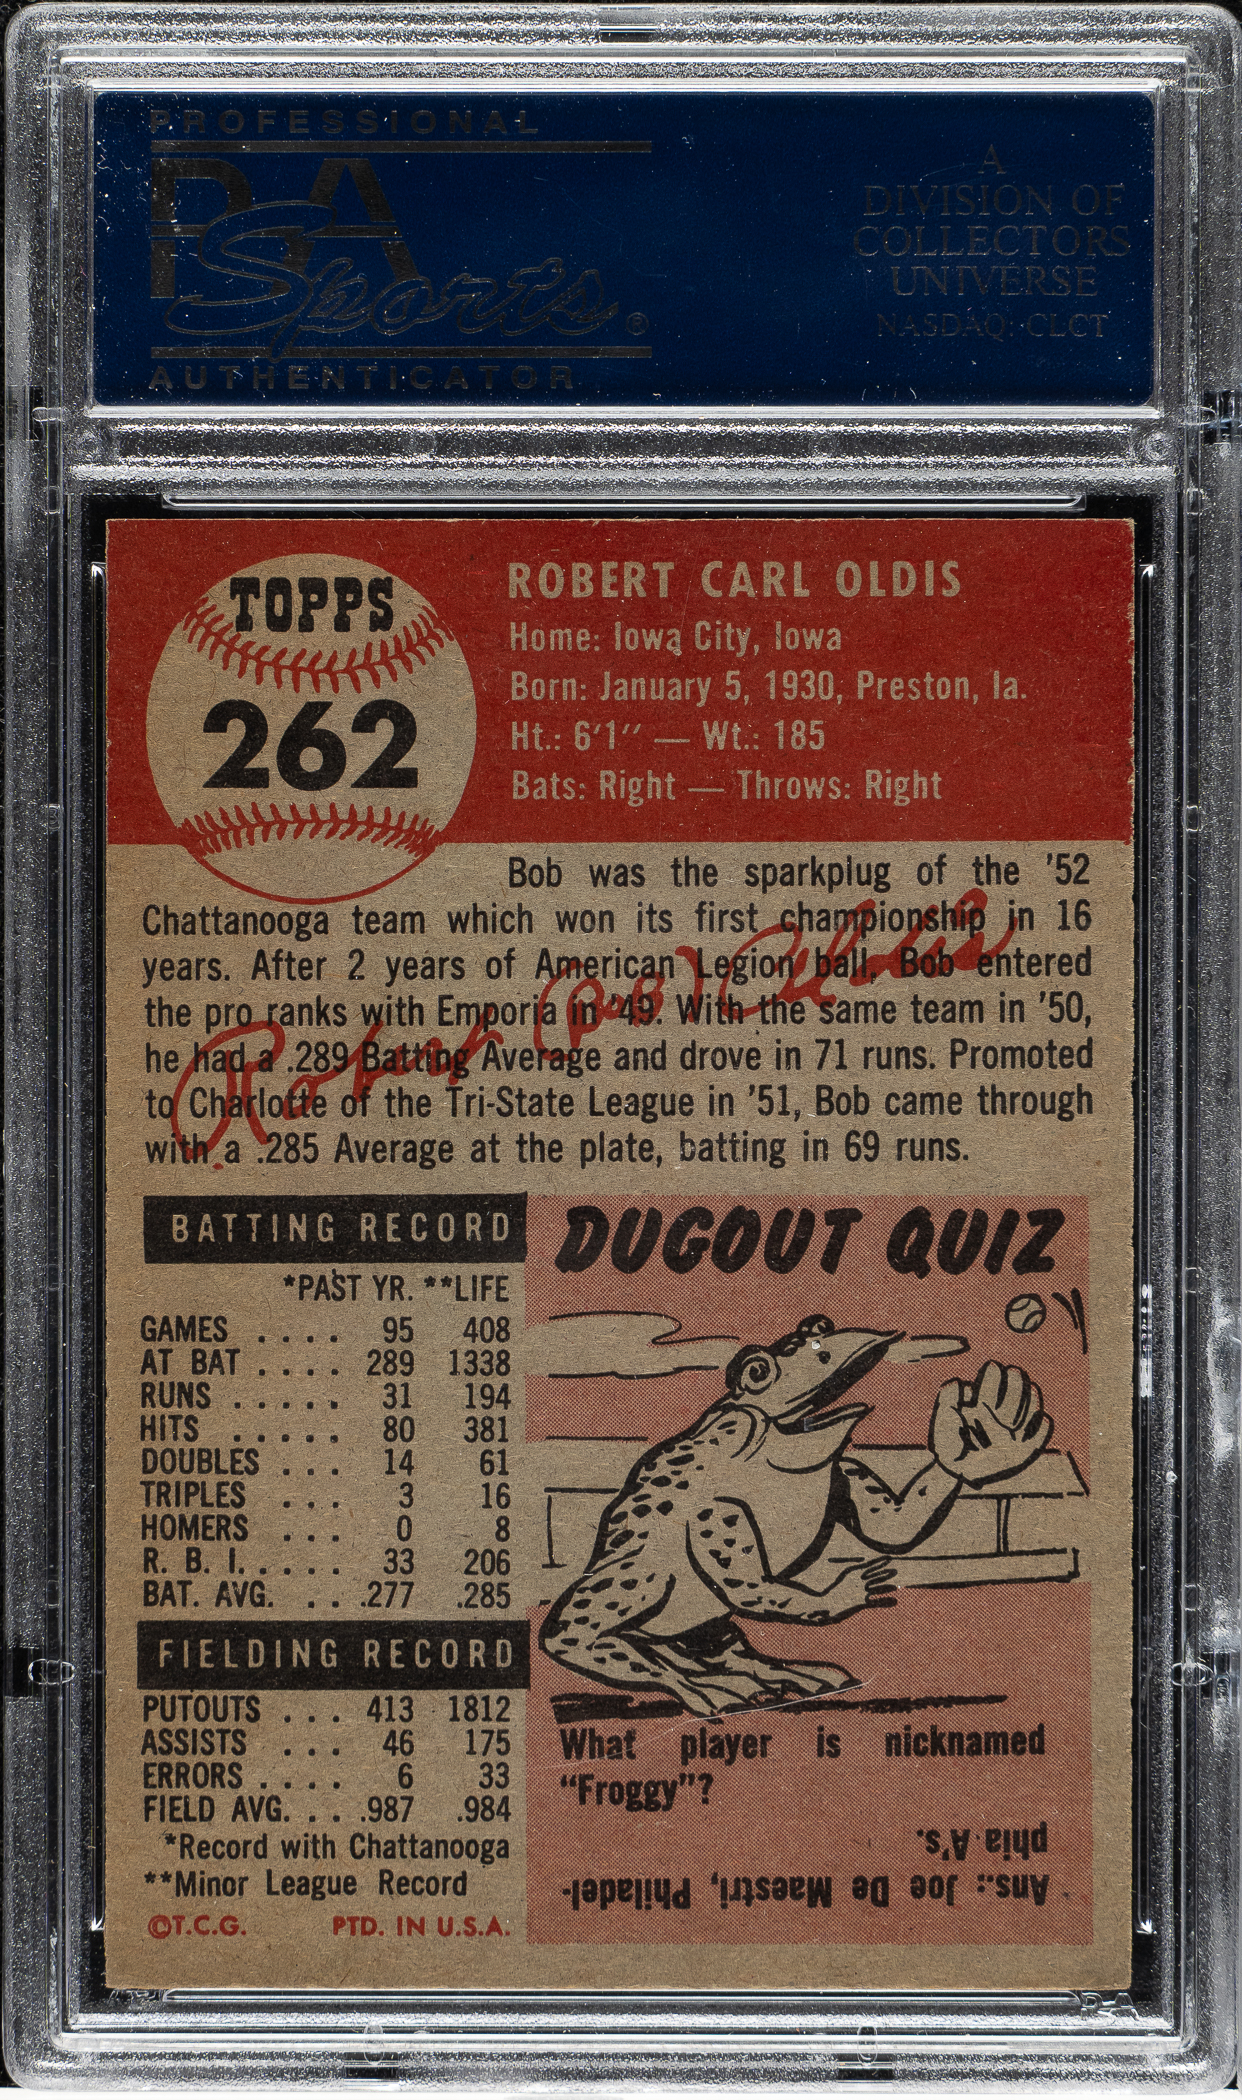 PROFESSIONAL
PSA
Sports®
AUTHENTICATOR
A
DIVISION OF
COLLECTORS
UNIVERSE
NASDAQ: CLCT
TOPPS
262
ROBERT CARL OLDIS
Home: Iowa City, Iowa
Born: January 5, 1930, Preston, Ia.
Ht.: 6'1" — Wt.: 185
Bats: Right — Throws: Right
Bob was the sparkplug of the '52
Chattanooga team which won its first championship in 16
years. After 2 years of American Legion ball, Bob entered
the pro ranks with Emporia in '49. With the same team in '50,
he had a .289 Batting Average and drove in 71 runs. Promoted
to Charlotte of the Tri-State League in '51, Bob came through
with a .285 Average at the plate, batting in 69 runs.
Robert (Bob) Oldis
BATTING RECORD
*PAST YR. **LIFE
GAMES . . . . 95 408
AT BAT . . . . 289 1338
RUNS . . . . . 31 194
HITS . . . . . 80 381
DOUBLES . . . 14 61
TRIPLES . . . 3 16
HOMERS . . . 0 8
R. B. I. . . . . . 33 206
BAT. AVG. . . .277 .285
FIELDING RECORD
PUTOUTS . . . 413 1812
ASSISTS . . . 46 175
ERRORS . . . . 6 33
FIELD AVG. . . . .987 .984
*Record with Chattanooga
**Minor League Record
©T.C.G. PTD. IN U.S.A.
DUGOUT QUIZ
What player is nicknamed
"Froggy"?
Ans.: Joe De Maestri, Philadel-
phia A's.
PSA